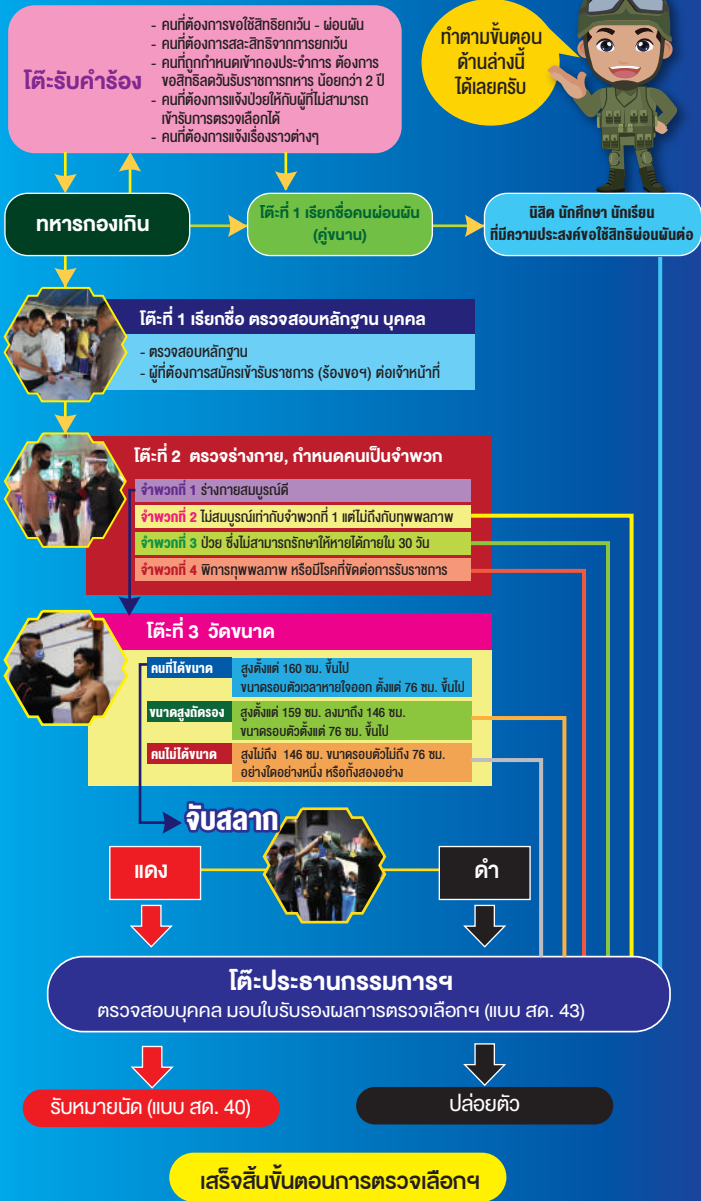 โต๊ะรับคำร้อง
- คนที่ต้องการขอใช้สิทธิยกเว้น - ผ่อนผัน
- คนที่ต้องการสละสิทธิจากการยกเว้น
- คนที่ถูกกำหนดเข้ากองประจำการ ต้องการ
ขอสิทธิลดวันรับราชการทหาร น้อยกว่า 2 ปี
- คนที่ต้องการแจ้งป่วยให้กับผู้ที่ไม่สามารถ
เข้ารับการตรวจเลือกได้
- คนที่ต้องการแจ้งเรื่องราวต่างๆ
ทำตามขั้นตอน
ด้านล่างนี้
ได้เลยครับ
ทหารกองเกิน
โต๊ะที่ 1 เรียกชื่อคนผ่อนผัน
(คู่ขนาน)
นิสิต นักศึกษา นักเรียน
ที่มีความประสงค์ขอใช้สิทธิผ่อนผันต่อ
โต๊ะที่ 1 เรียกชื่อ ตรวจสอบหลักฐาน บุคคล
- ตรวจสอบหลักฐาน
- ผู้ที่ต้องการสมัครเข้ารับราชการ (ร้องขอฯ) ต่อเจ้าหน้าที่
โต๊ะที่ 2 ตรวจร่างกาย, กำหนดคนเป็นจำพวก
จำพวกที่ 1 ร่างกายสมบูรณ์ดี
จำพวกที่ 2 ไม่สมบูรณ์เท่ากับจำพวกที่ 1 แต่ไม่ถึงกับทุพพลภาพ
จำพวกที่ 3 ป่วย ซึ่งไม่สามารถรักษาให้หายได้ภายใน 30 วัน
จำพวกที่ 4 พิการทุพพลภาพ หรือมีโรคที่ขัดต่อการรับราชการ
โต๊ะที่ 3 วัดขนาด
คนที่ได้ขนาด สูงตั้งแต่ 160 ซม. ขึ้นไป
ขนาดรอบตัวเวลาหายใจออก ตั้งแต่ 76 ซม. ขึ้นไป
ขนาดสูงถัดรอง สูงตั้งแต่ 159 ซม. ลงมาถึง 146 ซม.
ขนาดรอบตัวตั้งแต่ 76 ซม. ขึ้นไป
คนไม่ได้ขนาด สูงไม่ถึง 146 ซม. ขนาดรอบตัวไม่ถึง 76 ซม.
อย่างใดอย่างหนึ่ง หรือทั้งสองอย่าง
จับสลาก
แดง
ดำ
โต๊ะประธานกรรมการฯ
ตรวจสอบบุคคล มอบใบรับรองผลการตรวจเลือกฯ (แบบ สด. 43)
รับหมายนัด (แบบ สด. 40)
ปล่อยตัว
เสร็จสิ้นขั้นตอนการตรวจเลือกฯ